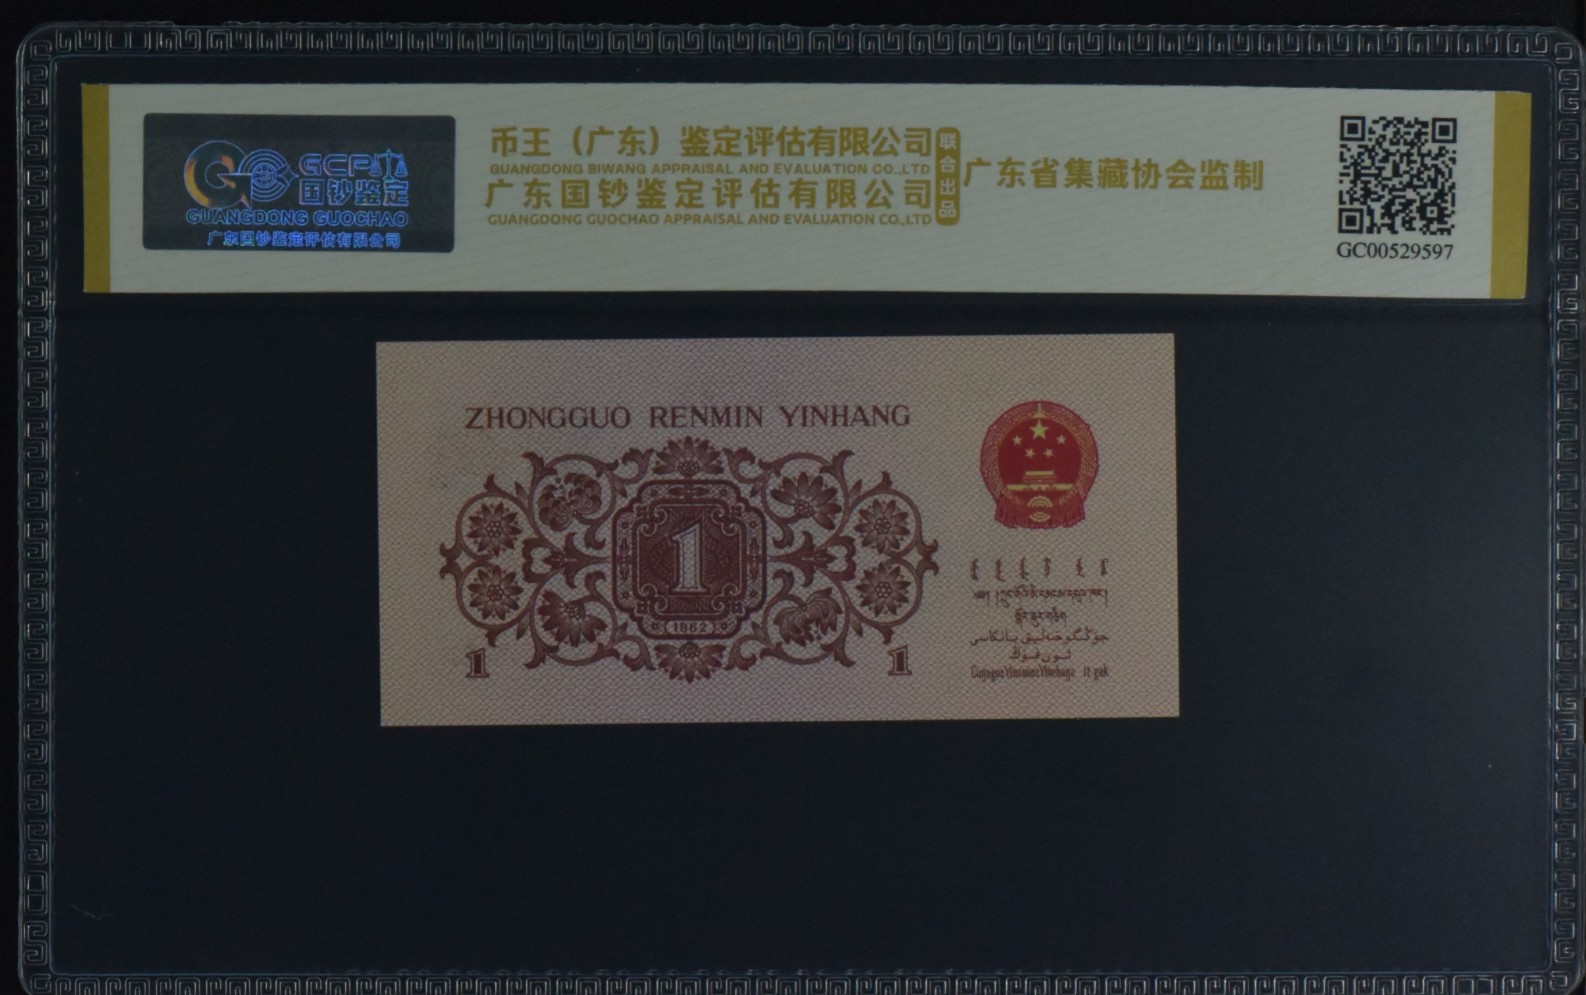 GCP
国钞鉴定
GUANGDONG GUOCHAO
广东国钞鉴定评估有限公司
币王（广东）鉴定评估有限公司
GUANGDONG BIWANG APPRAISAL AND EVALUATION CO.,LTD
广东国钞鉴定评估有限公司
GUANGDONG GUOCHAO APPRAISAL AND EVALUATION CO.,LTD
联合出品
广东省集藏协会监制
GC00529597
ZHONGGUO RENMIN YINHANG
1
1962
1
1